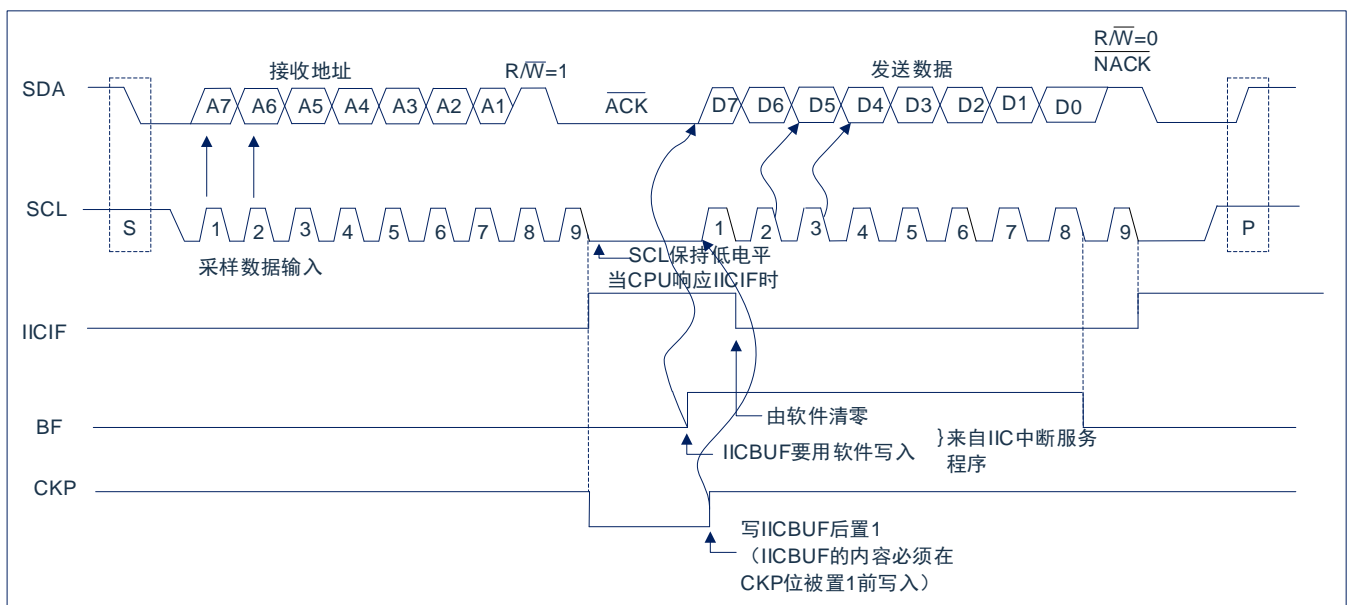 R/W=0
NACK
接收地址
R/W=1
发送数据
SDA
A7 A6 A5 A4 A3 A2 A1
ACK
D7 D6 D5 D4 D3 D2 D1 D0
SCL
S
1 2 3 4 5 6 7 8 9
1 2 3 4 5 6 7 8 9
P
采样数据输入
SCL保持低电平
当CPU响应IICIF时
IICIF
由软件清零
BF
IICBUF要用软件写入
}来自IIC中断服务
程序
CKP
写IICBUF后置1
(IICBUF的内容必须在
CKP位被置1前写入)